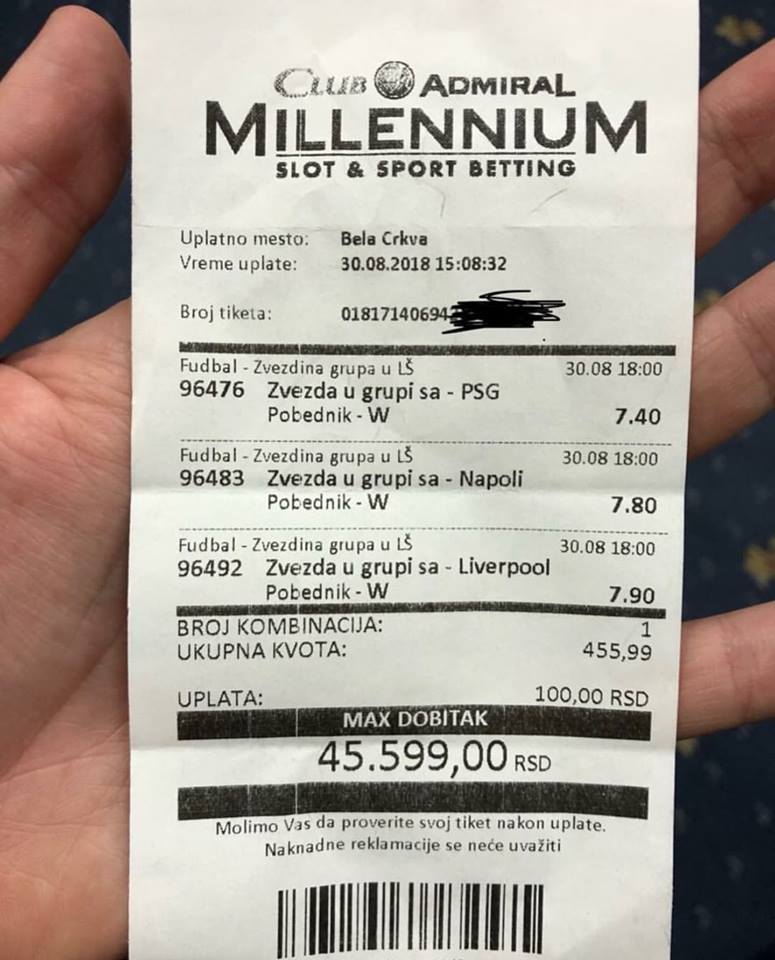 CLUB ADMIRAL
MILLENNIUM
SLOT & SPORT BETTING
Uplatno mesto: Bela Crkva
Vreme uplate: 30.08.2018 15:08:32
Broj tiketa: 01817140694
Fudbal - Zvezdina grupa u LŠ 30.08 18:00
96476 Zvezda u grupi sa - PSG
Pobednik - W 7.40
Fudbal - Zvezdina grupa u LŠ 30.08 18:00
96483 Zvezda u grupi sa - Napoli
Pobednik - W 7.80
Fudbal - Zvezdina grupa u LŠ 30.08 18:00
96492 Zvezda u grupi sa - Liverpool
Pobednik - W 7.90
BROJ KOMBINACIJA: 1
UKUPNA KVOTA: 455,99
UPLATA: 100,00 RSD
MAX DOBITAK
45.599,00 RSD
Molimo Vas da proverite svoj tiket nakon uplate.
Naknadne reklamacije se neće uvažiti